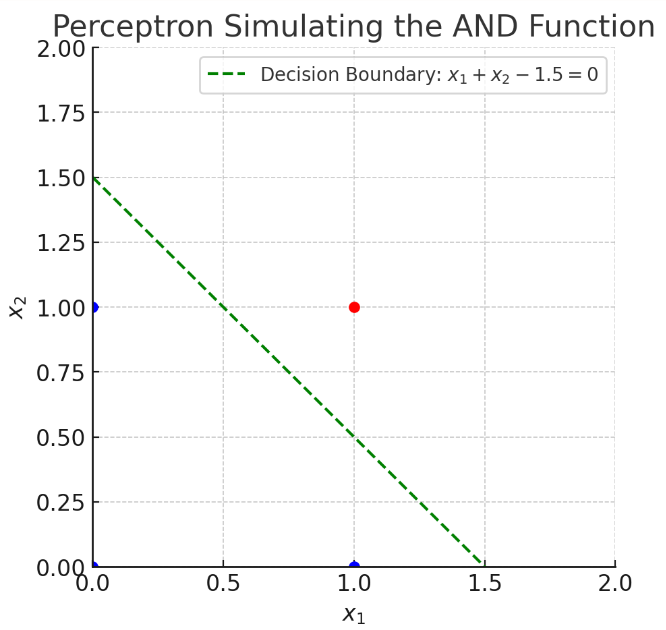 Perceptron Simulating the AND Function
Decision Boundary: x₁ + x₂ − 1.5 = 0
2.00
1.75
1.50
1.25
1.00
0.75
0.50
0.25
0.00
x₂
0.0 0.5 1.0 1.5 2.0
x₁